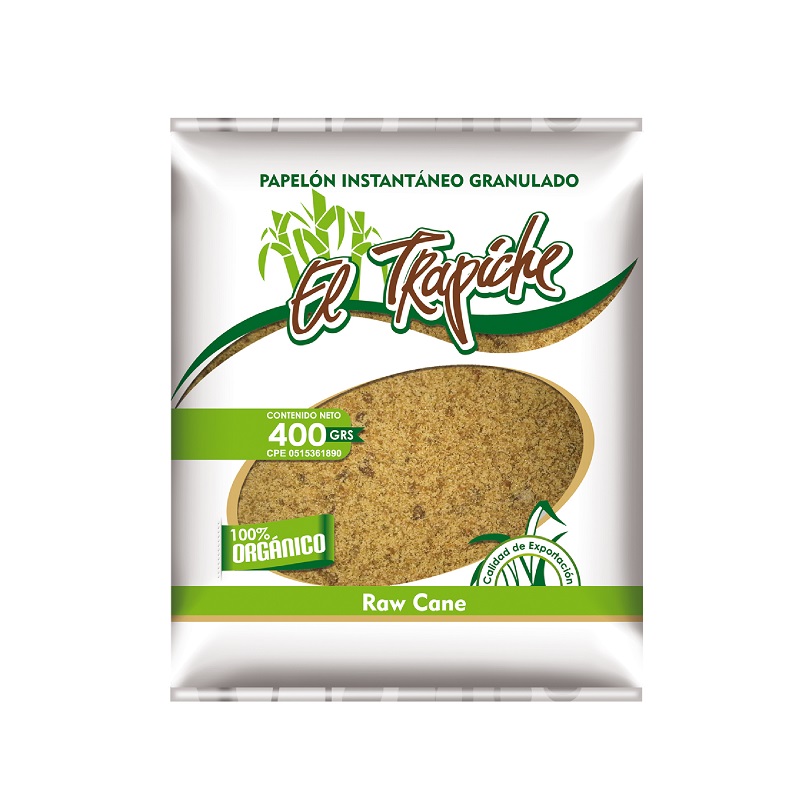 PAPELÓN INSTANTÁNEO GRANULADO
El Trapiche
CONTENIDO NETO
400 GRS
CPE 0515361890
100%
ORGÁNICO
Calidad de Exportación
Raw Cane